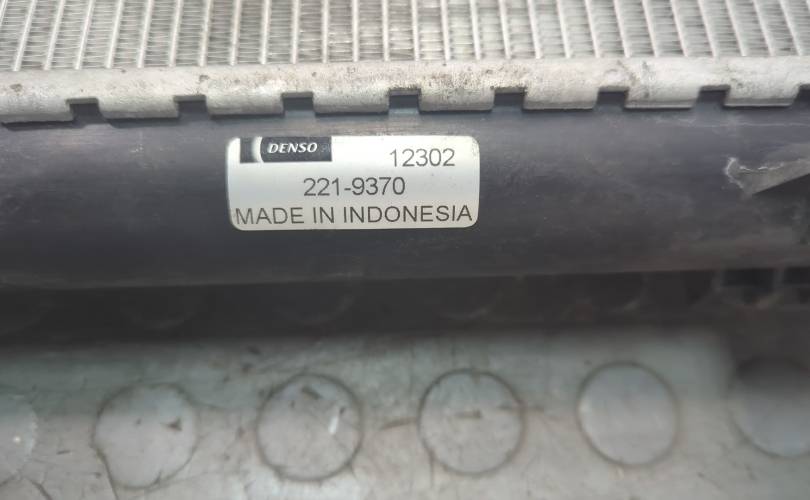 DENSO 12302
221-9370
MADE IN INDONESIA